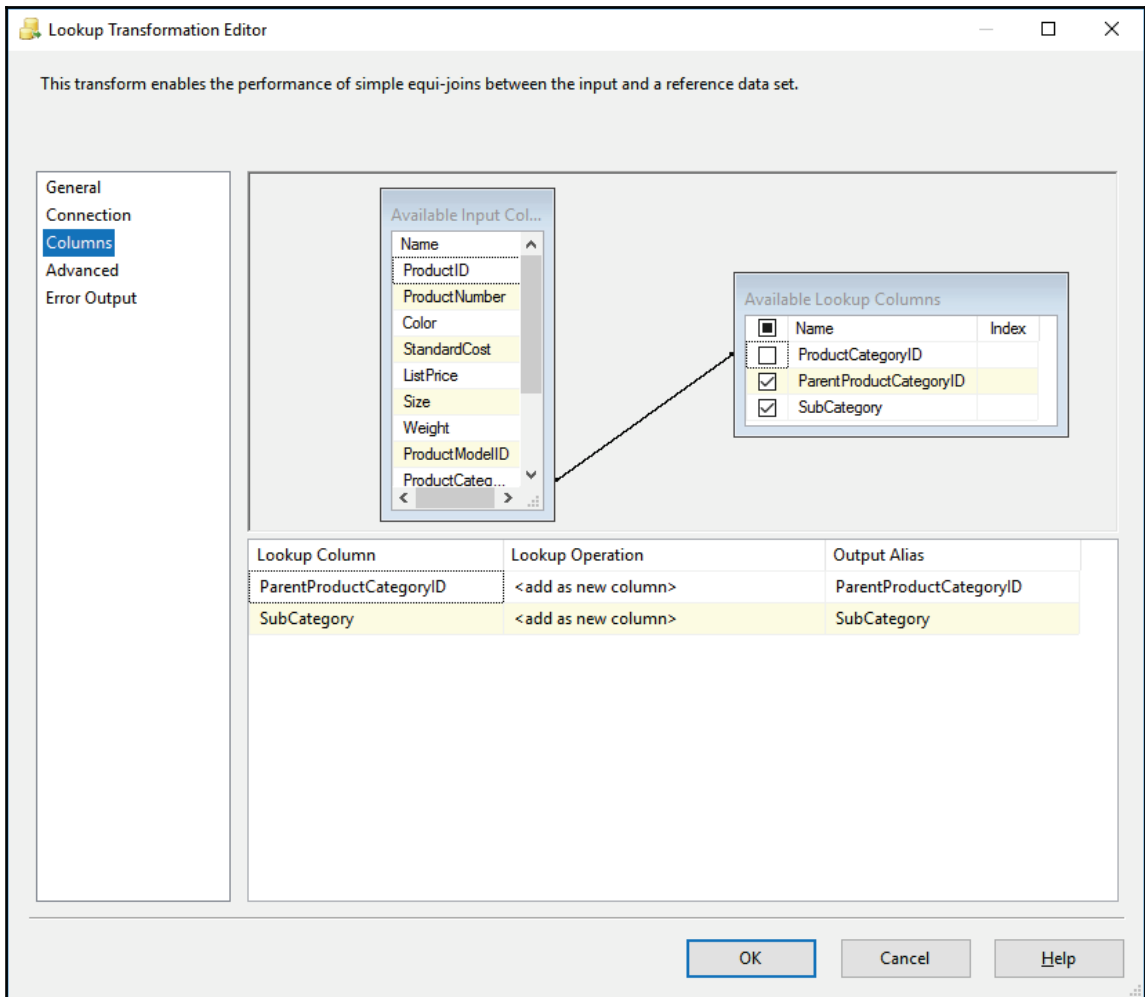 Lookup Transformation Editor
This transform enables the performance of simple equi-joins between the input and a reference data set.
General
Connection
Columns
Advanced
Error Output
Available Input Col...
Name
ProductID
ProductNumber
Color
StandardCost
ListPrice
Size
Weight
ProductModelID
ProductCateg...
Available Lookup Columns
Name Index
ProductCategoryID
ParentProductCategoryID
SubCategory
Lookup Column Lookup Operation Output Alias
ParentProductCategoryID <add as new column> ParentProductCategoryID
SubCategory <add as new column> SubCategory
OK Cancel Help